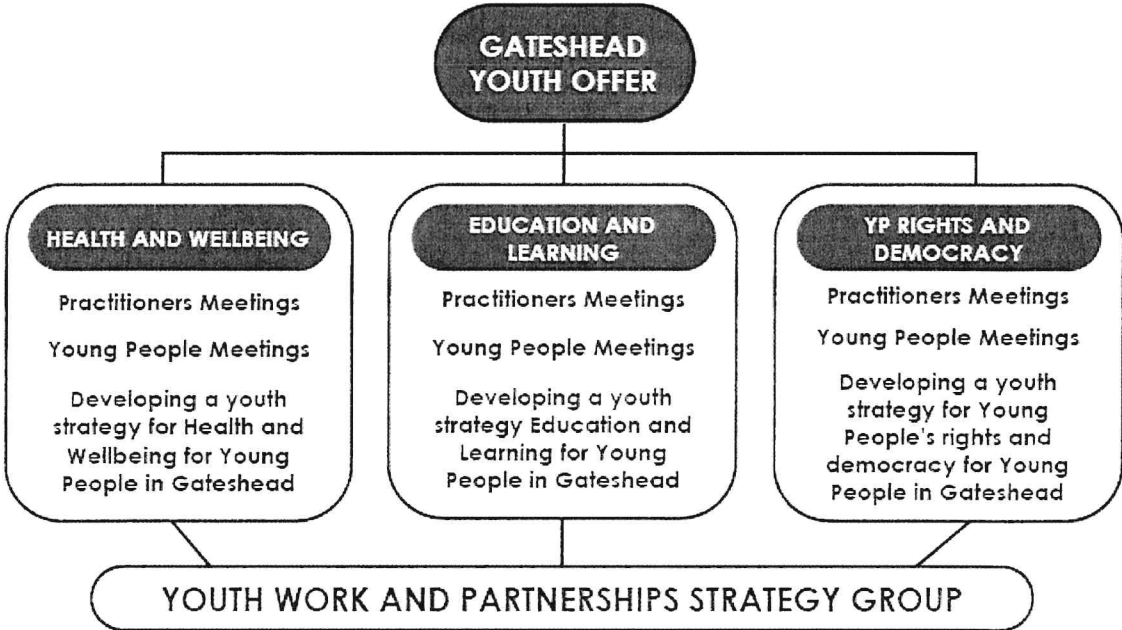 GATESHEAD
YOUTH OFFER
HEALTH AND WELLBEING
Practitioners Meetings
Young People Meetings
Developing a youth
strategy for Health and
Wellbeing for Young
People in Gateshead
EDUCATION AND
LEARNING
Practitioners Meetings
Young People Meetings
Developing a youth
strategy Education and
Learning for Young
People in Gateshead
YP RIGHTS AND
DEMOCRACY
Practitioners Meetings
Young People Meetings
Developing a youth
strategy for Young
People's rights and
democracy for Young
People in Gateshead
YOUTH WORK AND PARTNERSHIPS STRATEGY GROUP